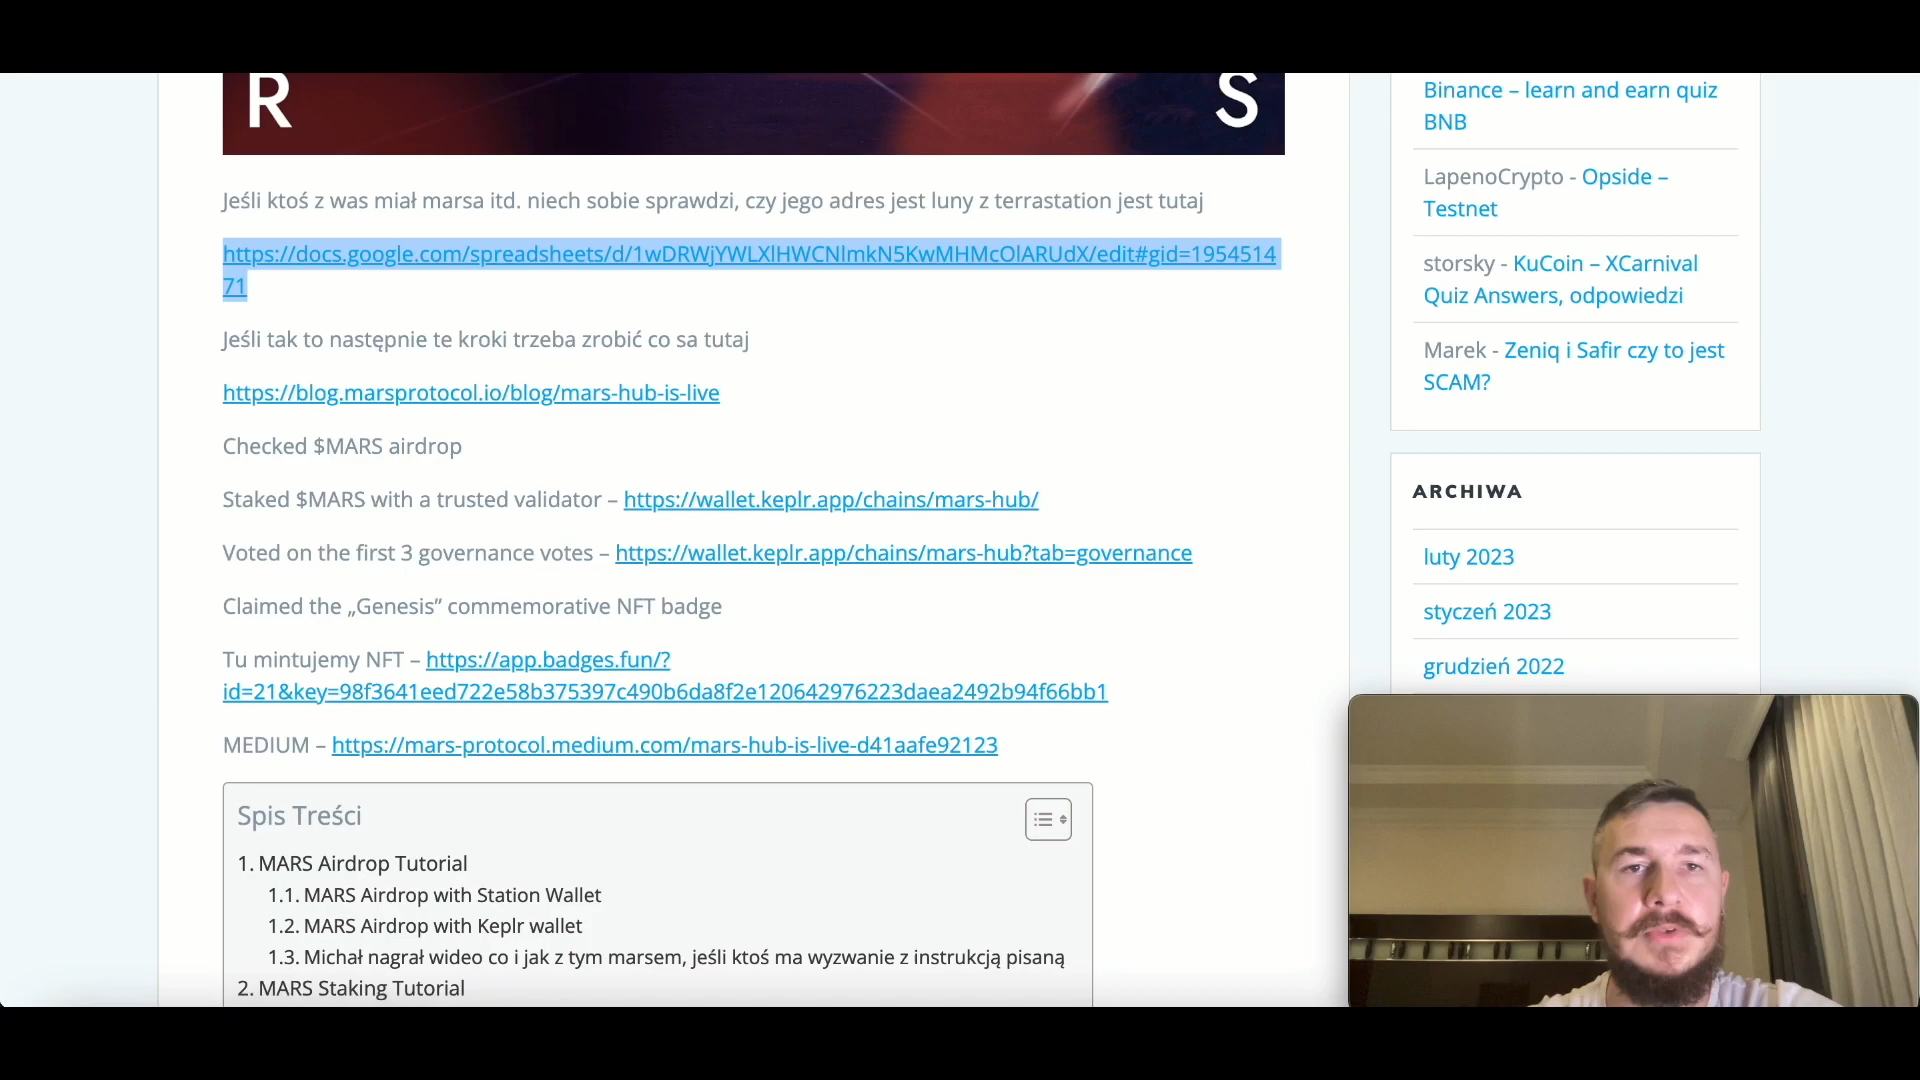 R S
Jeśli ktoś z was miał marsa itd. niech sobie sprawdzi, czy jego adres jest luny z terrastation jest tutaj
https://docs.google.com/spreadsheets/d/1wDRWjYWLXlHWCNlmkN5KwMHMcOlARUdX/edit#gid=1954514
71
Jeśli tak to następnie te kroki trzeba zrobić co sa tutaj
https://blog.marsprotocol.io/blog/mars-hub-is-live
Checked $MARS airdrop
Staked $MARS with a trusted validator – https://wallet.keplr.app/chains/mars-hub/
Voted on the first 3 governance votes – https://wallet.keplr.app/chains/mars-hub?tab=governance
Claimed the „Genesis” commemorative NFT badge
Tu mintujemy NFT – https://app.badges.fun/?
id=21&key=98f3641eed722e58b375397c490b6da8f2e120642976223daea2492b94f66bb1
MEDIUM – https://mars-protocol.medium.com/mars-hub-is-live-d41aafe92123
Spis Treści
1. MARS Airdrop Tutorial
1.1. MARS Airdrop with Station Wallet
1.2. MARS Airdrop with Keplr wallet
1.3. Michał nagrał wideo co i jak z tym marsem, jeśli ktoś ma wyzwanie z instrukcją pisaną
2. MARS Staking Tutorial
Binance – learn and earn quiz
BNB
LapenoCrypto - Opside –
Testnet
storsky - KuCoin – XCarnival
Quiz Answers, odpowiedzi
Marek - Zeniq i Safir czy to jest
SCAM?
ARCHIWA
luty 2023
styczeń 2023
grudzień 2022